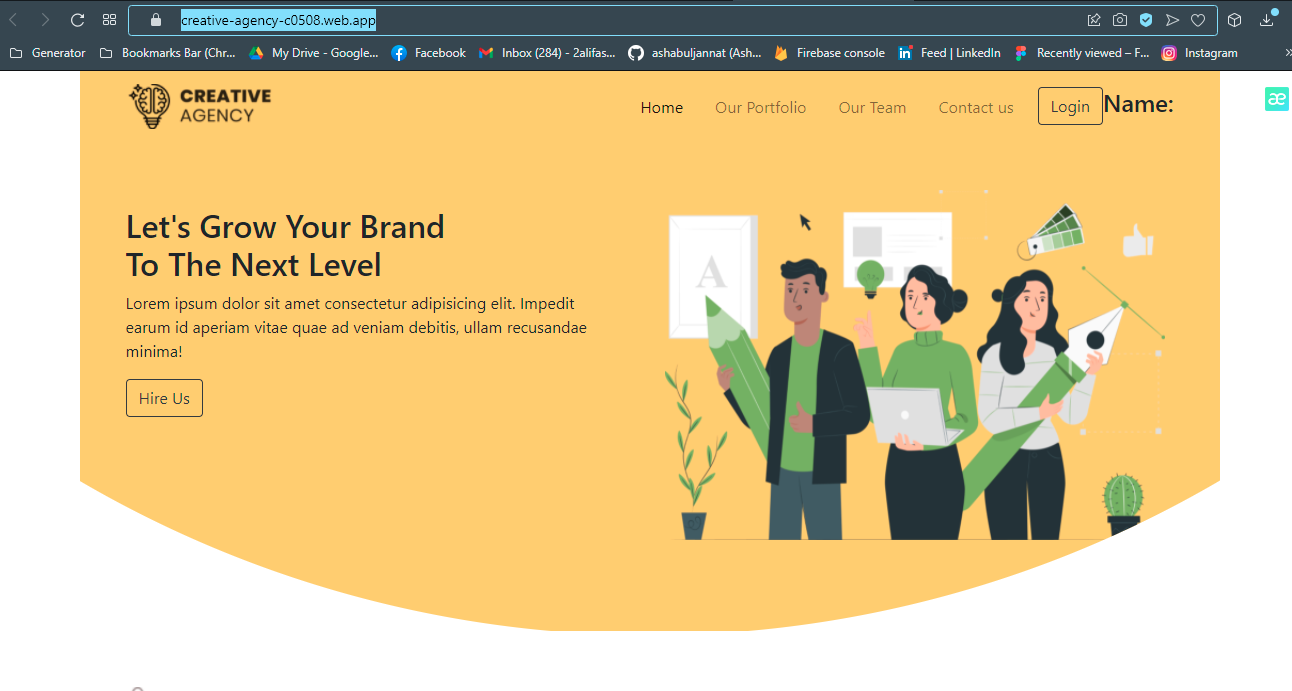 creative-agency-c0508.web.app
Generator Bookmarks Bar (Chr... My Drive - Google... Facebook Inbox (284) - 2alifas... ashabuljannat (Ash... Firebase console Feed | LinkedIn Recently viewed – F... Instagram »
CREATIVE
AGENCY
Home Our Portfolio Our Team Contact us Login Name:
æ
Let's Grow Your Brand
To The Next Level
Lorem ipsum dolor sit amet consectetur adipisicing elit. Impedit
earum id aperiam vitae quae ad veniam debitis, ullam recusandae
minima!
Hire Us
A